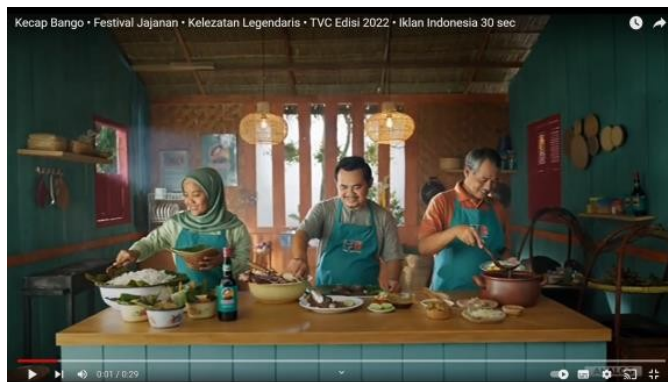 Kecap Bango • Festival Jajanan • Kelezatan Legendaris • TVC Edisi 2022 • Iklan Indonesia 30 sec
0:01 / 0:29